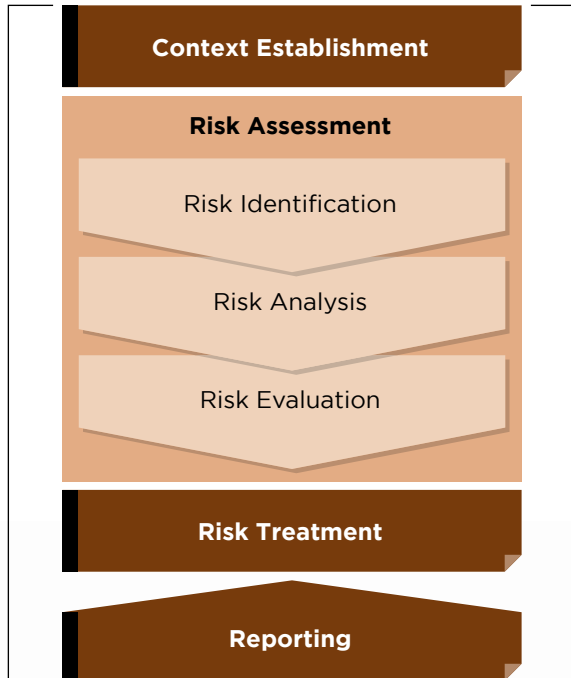 Context Establishment
Risk Assessment
Risk Identification
Risk Analysis
Risk Evaluation
Risk Treatment
Reporting